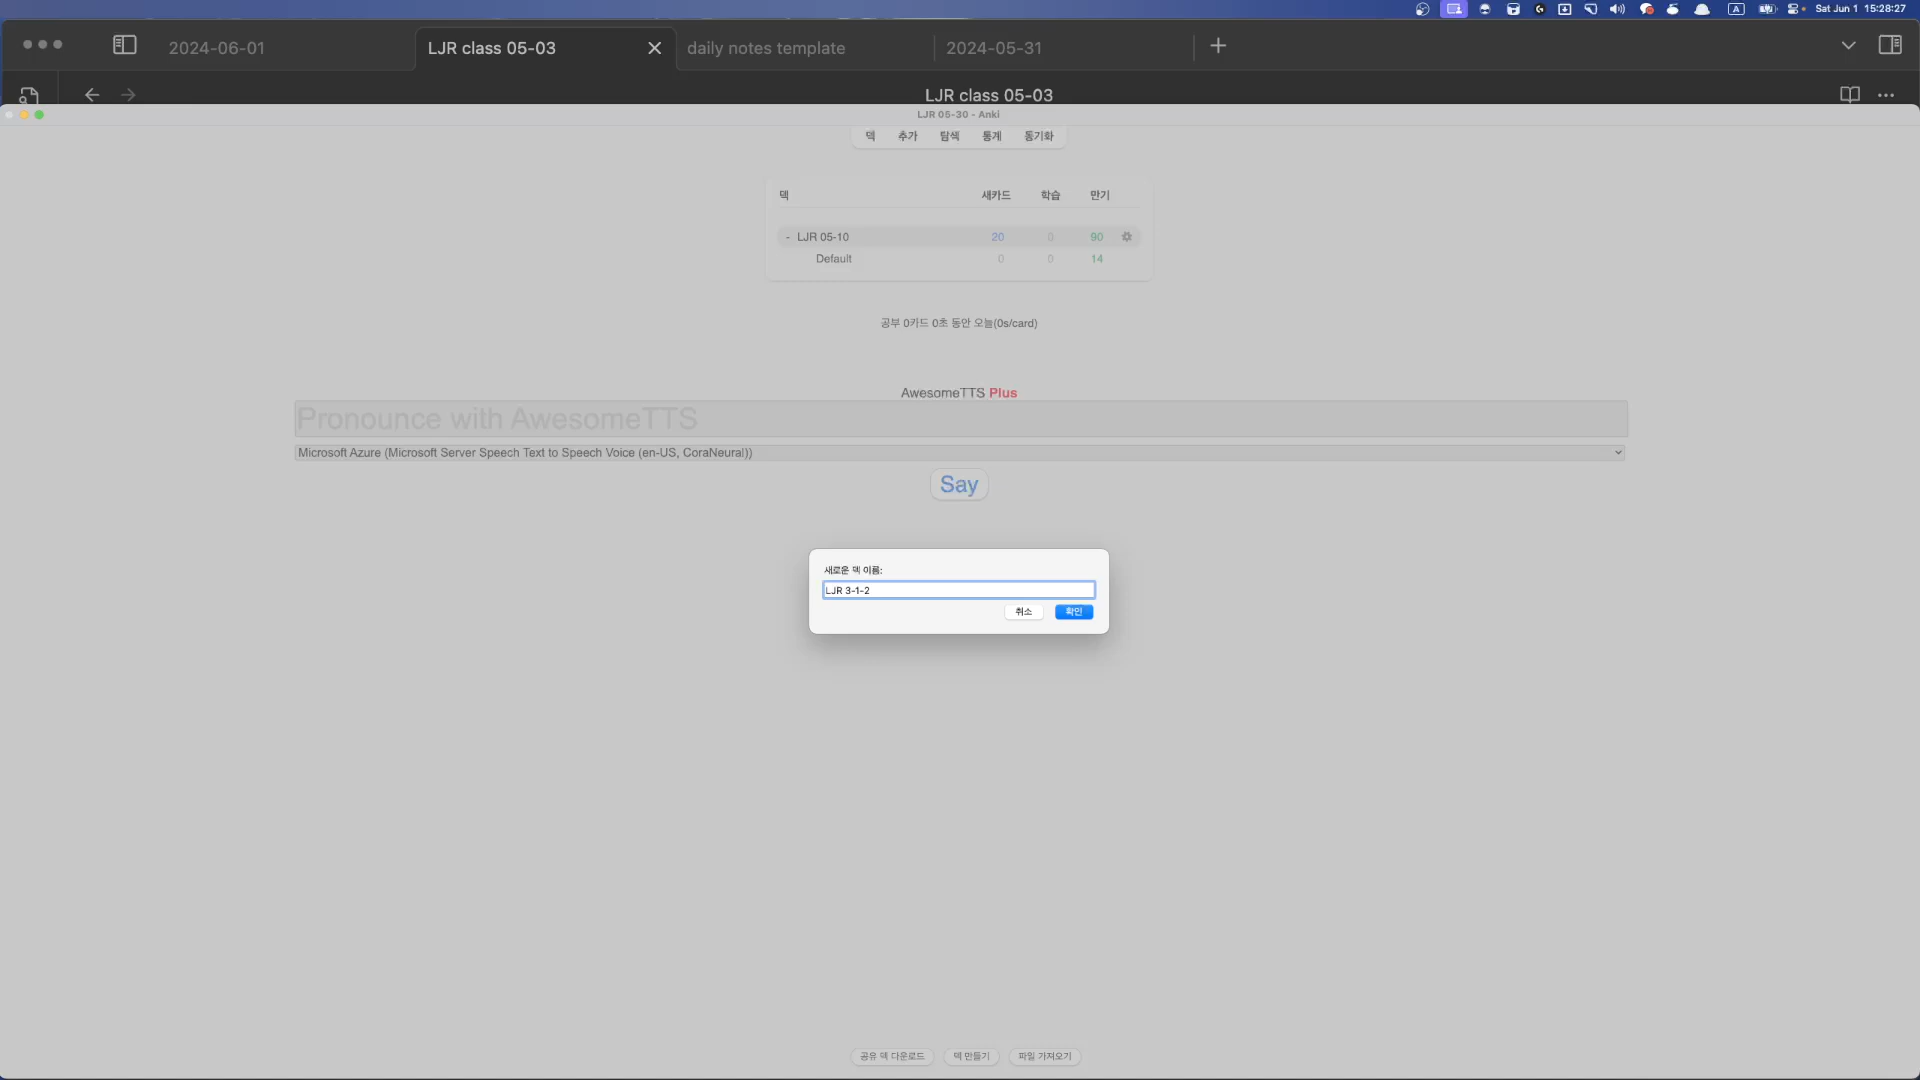 Sat Jun 1 15:28:27
2024-06-01
LJR class 05-03
daily notes template
2024-05-31
LJR class 05-03
LJR 05-30 - Anki
덱 추가 탐색 통계 동기화
덱 새카드 학습 만기
- LJR 05-10 20 0 90
Default 0 0 14
공부 0카드 0초 동안 오늘(0s/card)
AwesomeTTS Plus
Pronounce with AwesomeTTS
Microsoft Azure (Microsoft Server Speech Text to Speech Voice (en-US, CoraNeural))
Say
새로운 덱 이름:
LJR 3-1-2
취소 확인
공유 덱 다운로드 덱 만들기 파일 가져오기